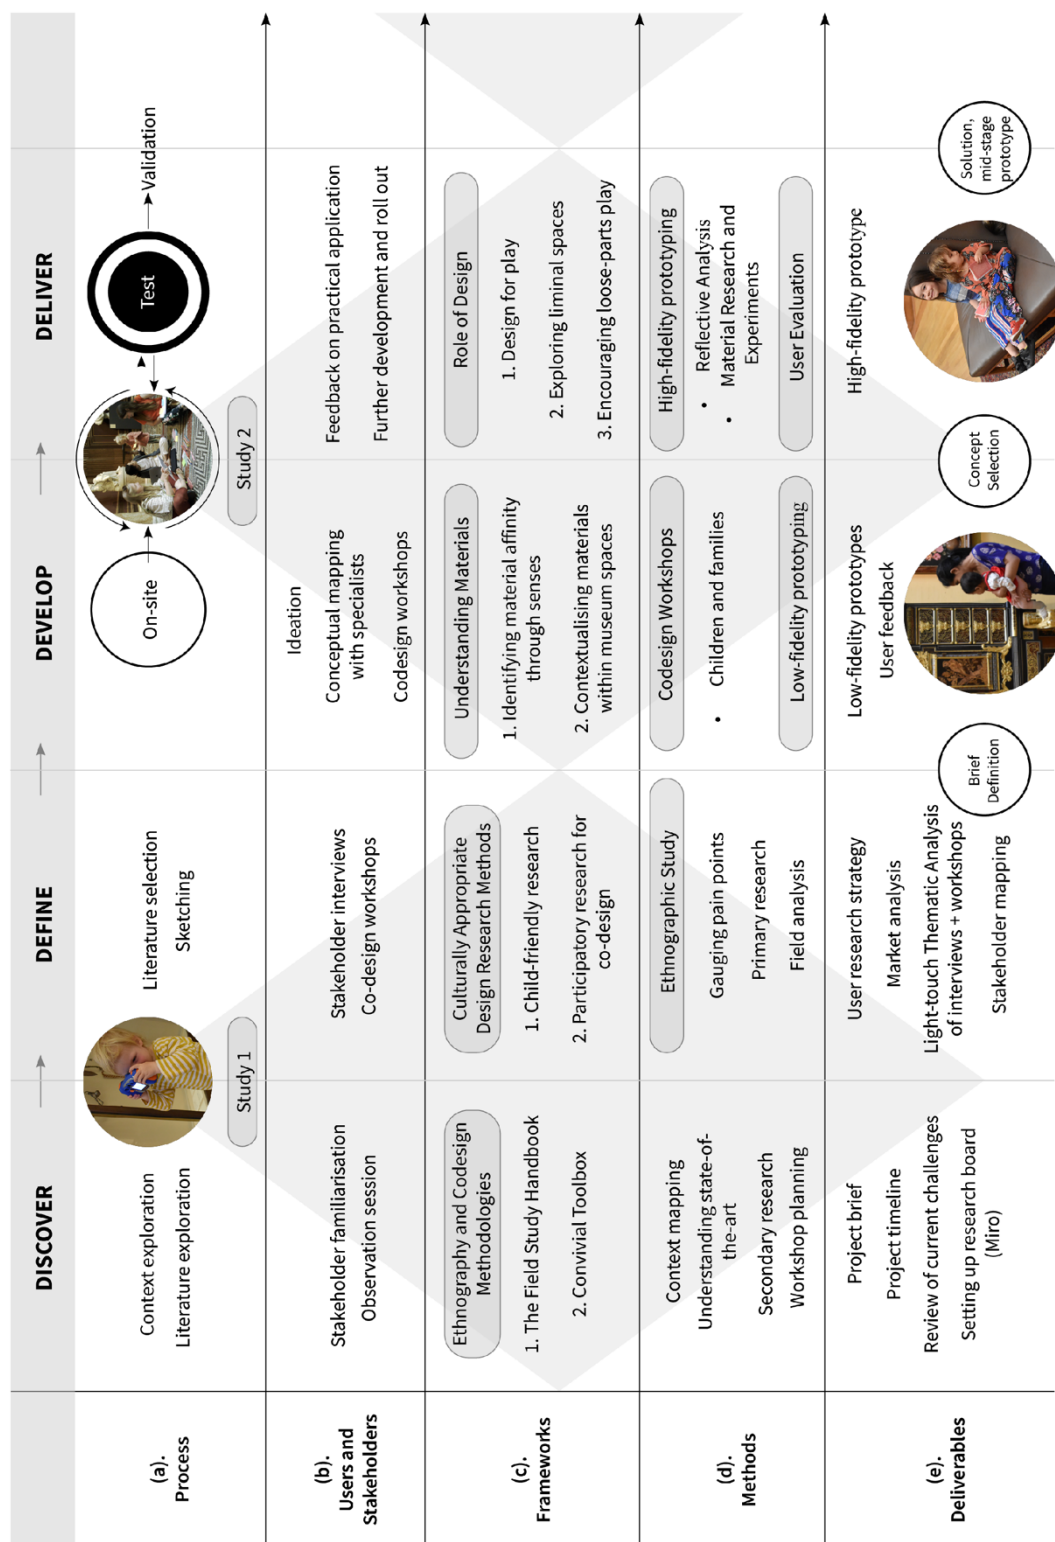 DISCOVER
DEFINE
DEVELOP
DELIVER
(a).
Process
Context exploration
Literature exploration
Study 1
Literature selection
Sketching
On-site
Study 2
Test
Validation
(b).
Users and
Stakeholders
Stakeholder familiarisation
Observation session
Stakeholder interviews
Co-design workshops
Ideation
Conceptual mapping
with specialists
Codesign workshops
Feedback on practical application
Further development and roll out
(c).
Frameworks
Ethnography and Codesign
Methodologies
1. The Field Study Handbook
2. Convivial Toolbox
Culturally Appropriate
Design Research Methods
1. Child-friendly research
2. Participatory research for
co-design
Understanding Materials
1. Identifying material affinity
through senses
2. Contextualising materials
within museum spaces
Role of Design
1. Design for play
2. Exploring liminal spaces
3. Encouraging loose-parts play
(d).
Methods
Context mapping
Understanding state-of-
the-art
Secondary research
Workshop planning
Ethnographic Study
Gauging pain points
Primary research
Field analysis
Codesign Workshops
• Children and families
Low-fidelity prototyping
High-fidelity prototyping
• Reflective Analysis
• Material Research and
Experiments
User Evaluation
(e).
Deliverables
Project brief
Project timeline
Review of current challenges
Setting up research board
(Miro)
User research strategy
Market analysis
Light-touch Thematic Analysis
of interviews + workshops
Stakeholder mapping
Brief
Definition
Low-fidelity prototypes
User feedback
Concept
Selection
High-fidelity prototype
Solution,
mid-stage
prototype